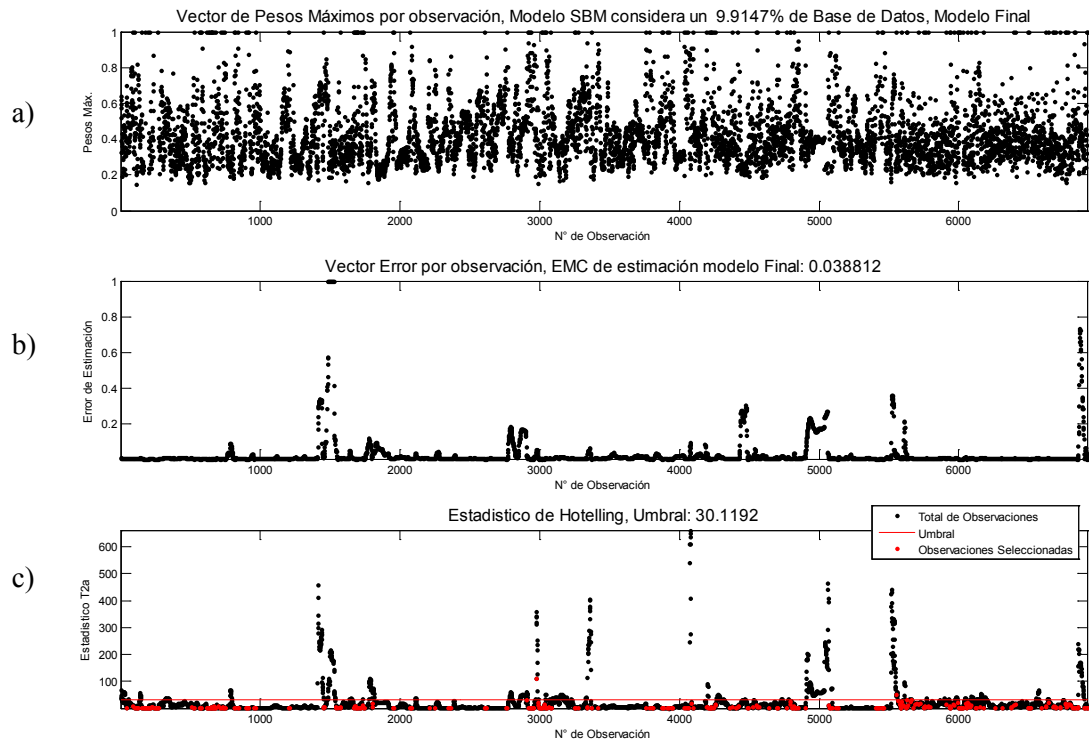 Vector de Pesos Máximos por observación, Modelo SBM considera un 9.9147% de Base de Datos, Modelo Final
a)
Pesos Máx.
1
0.8
0.6
0.4
0.2
0
1000
2000
3000
4000
5000
6000
N° de Observación
Vector Error por observación, EMC de estimación modelo Final: 0.038812
b)
Error de Estimación
1
0.8
0.6
0.4
0.2
1000
2000
3000
4000
5000
6000
N° de Observación
Estadistico de Hotelling, Umbral: 30.1192
c)
Estadistico T2a
600
500
400
300
200
100
Total de Observaciones
Umbral
Observaciones Seleccionadas
1000
2000
3000
4000
5000
6000
N° de Observación